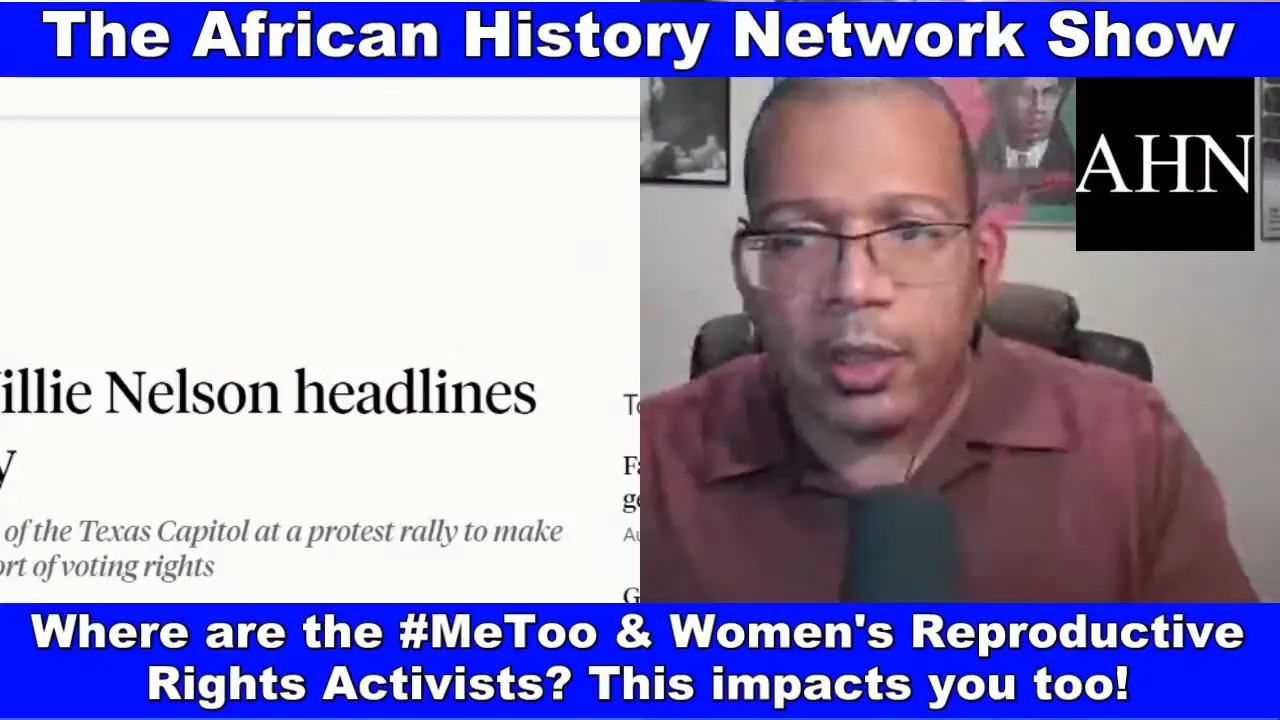 The African History Network Show
AHN
illie Nelson headlines
y
of the Texas Capitol at a protest rally to make
ort of voting rights
Where are the #MeToo & Women's Reproductive
Rights Activists? This impacts you too!